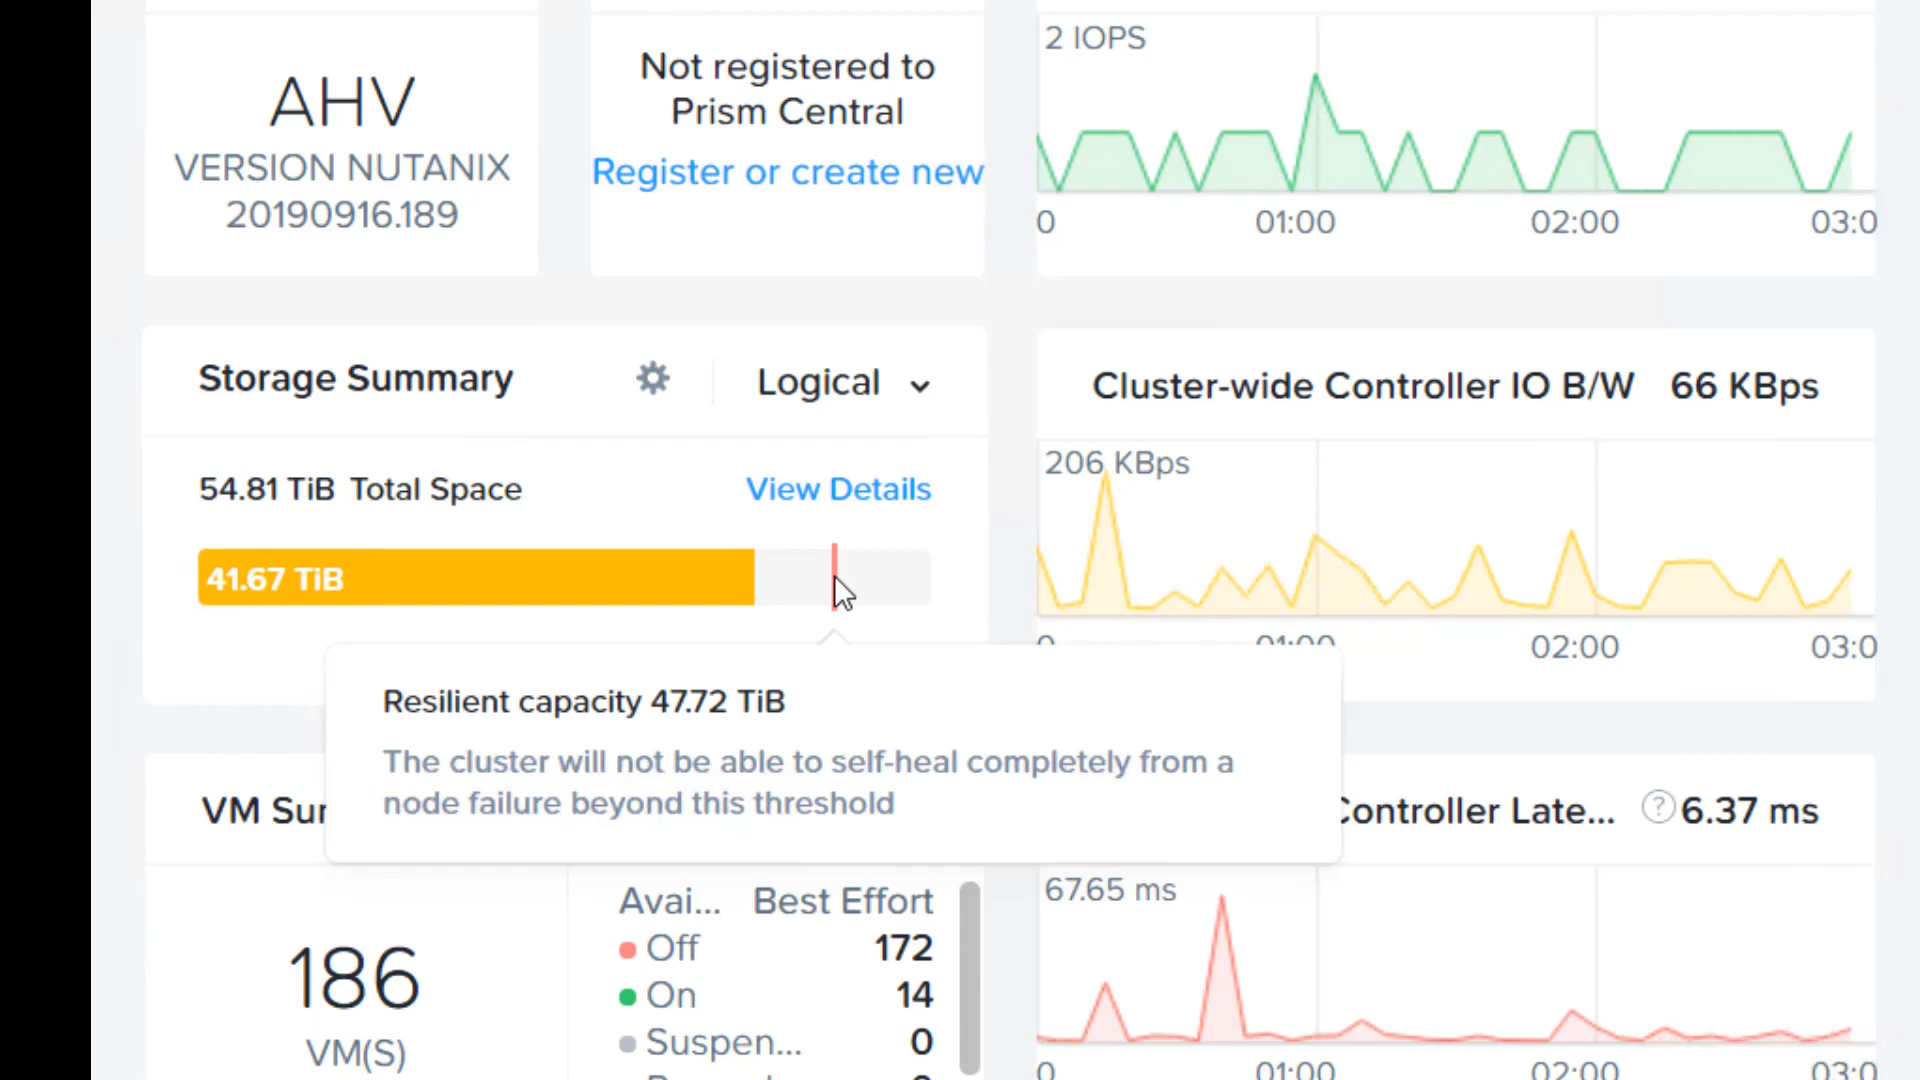 AHV
VERSION NUTANIX
20190916.189
Not registered to
Prism Central
Register or create new
2 IOPS
0 01:00 02:00 03:0
Storage Summary
Logical
54.81 TiB Total Space
View Details
41.67 TiB
Cluster-wide Controller IO B/W 66 KBps
206 KBps
0 01:00 02:00 03:0
Resilient capacity 47.72 TiB
The cluster will not be able to self-heal completely from a
node failure beyond this threshold
VM Sur
186
VM(S)
Avai... Best Effort
Off 172
On 14
Suspen... 0
Controller Late... ? 6.37 ms
67.65 ms
0 01:00 02:00 03:0